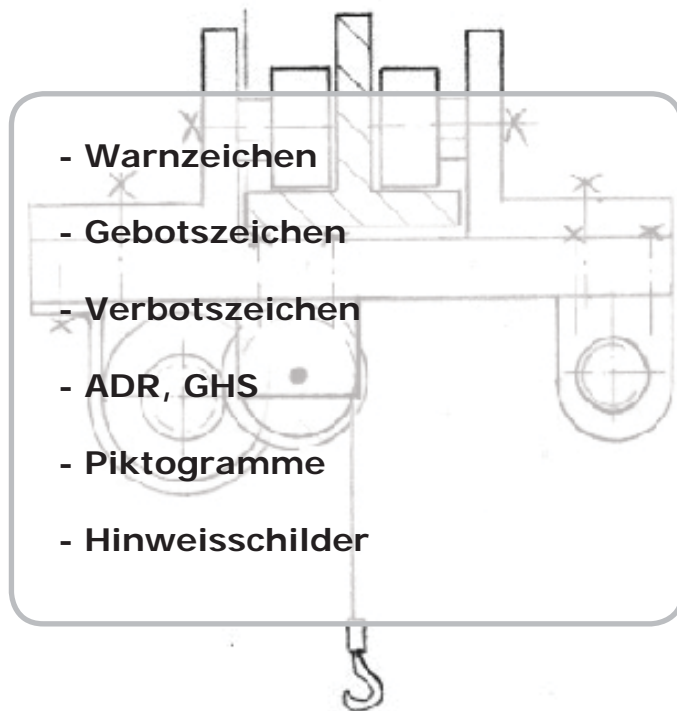 - Warnzeichen
- Gebotszeichen
- Verbotszeichen
- ADR, GHS
- Piktogramme
- Hinweisschilder